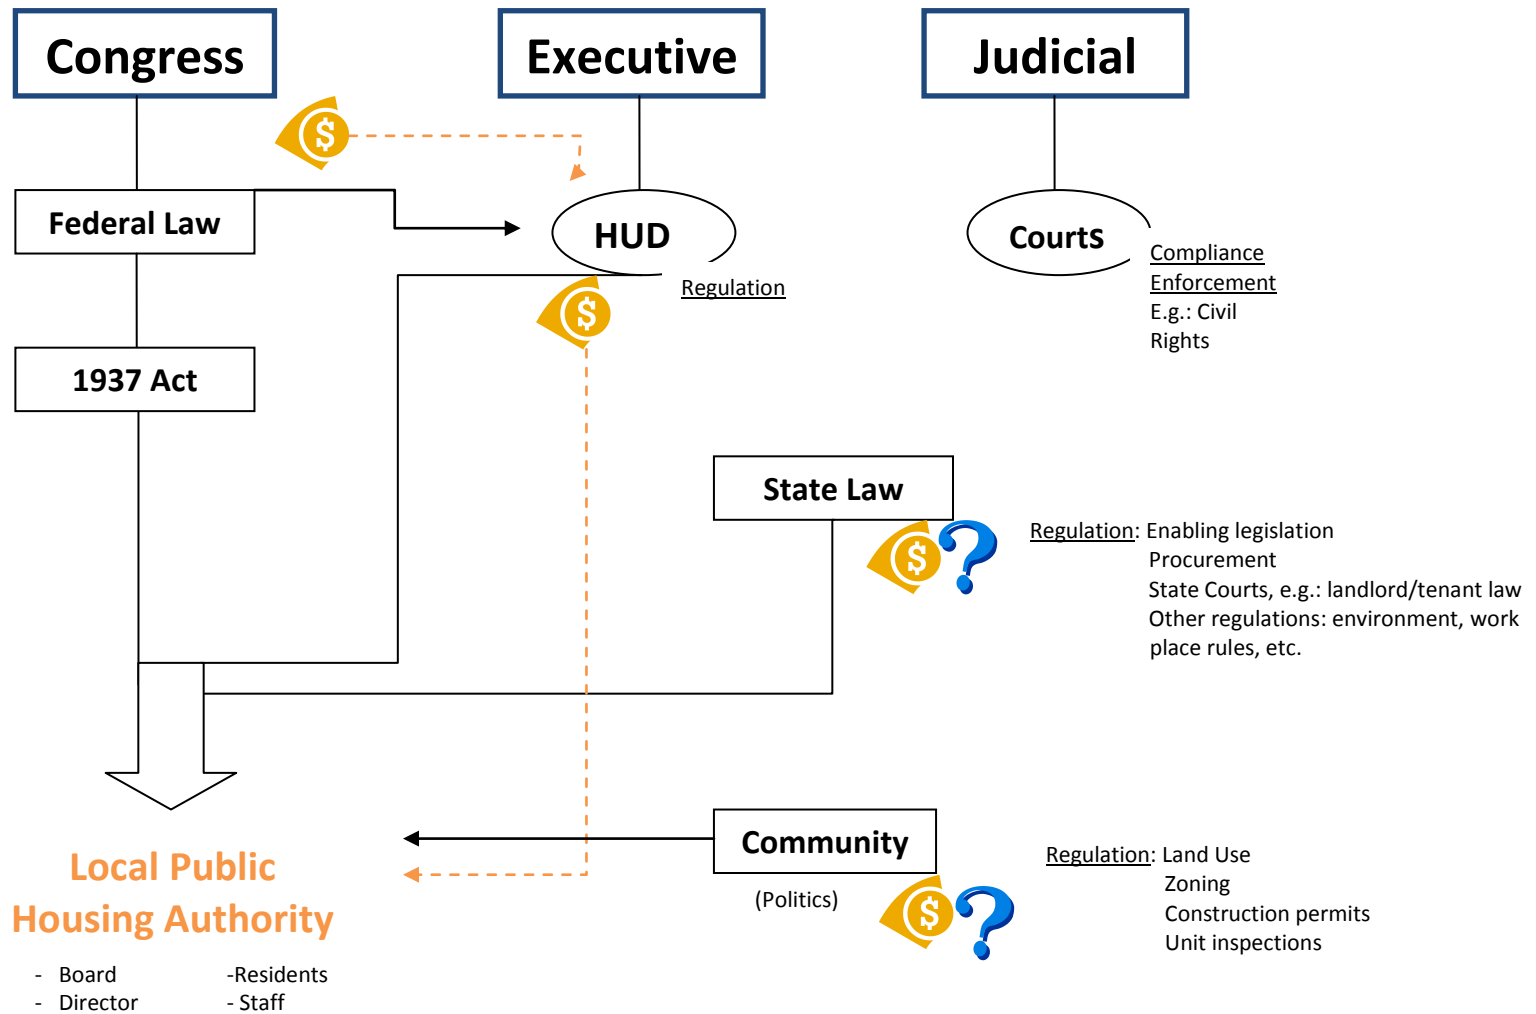 Congress
Executive
Judicial
$
Federal Law
HUD
Courts
Compliance
Enforcement
E.g.: Civil
Rights
Regulation
$
1937 Act
State Law
$ ?
Regulation: Enabling legislation
Procurement
State Courts, e.g.: landlord/tenant law
Other regulations: environment, work
place rules, etc.
Community
(Politics)
$ ?
Regulation: Land Use
Zoning
Construction permits
Unit inspections
Local Public
Housing Authority
- Board -Residents
- Director - Staff